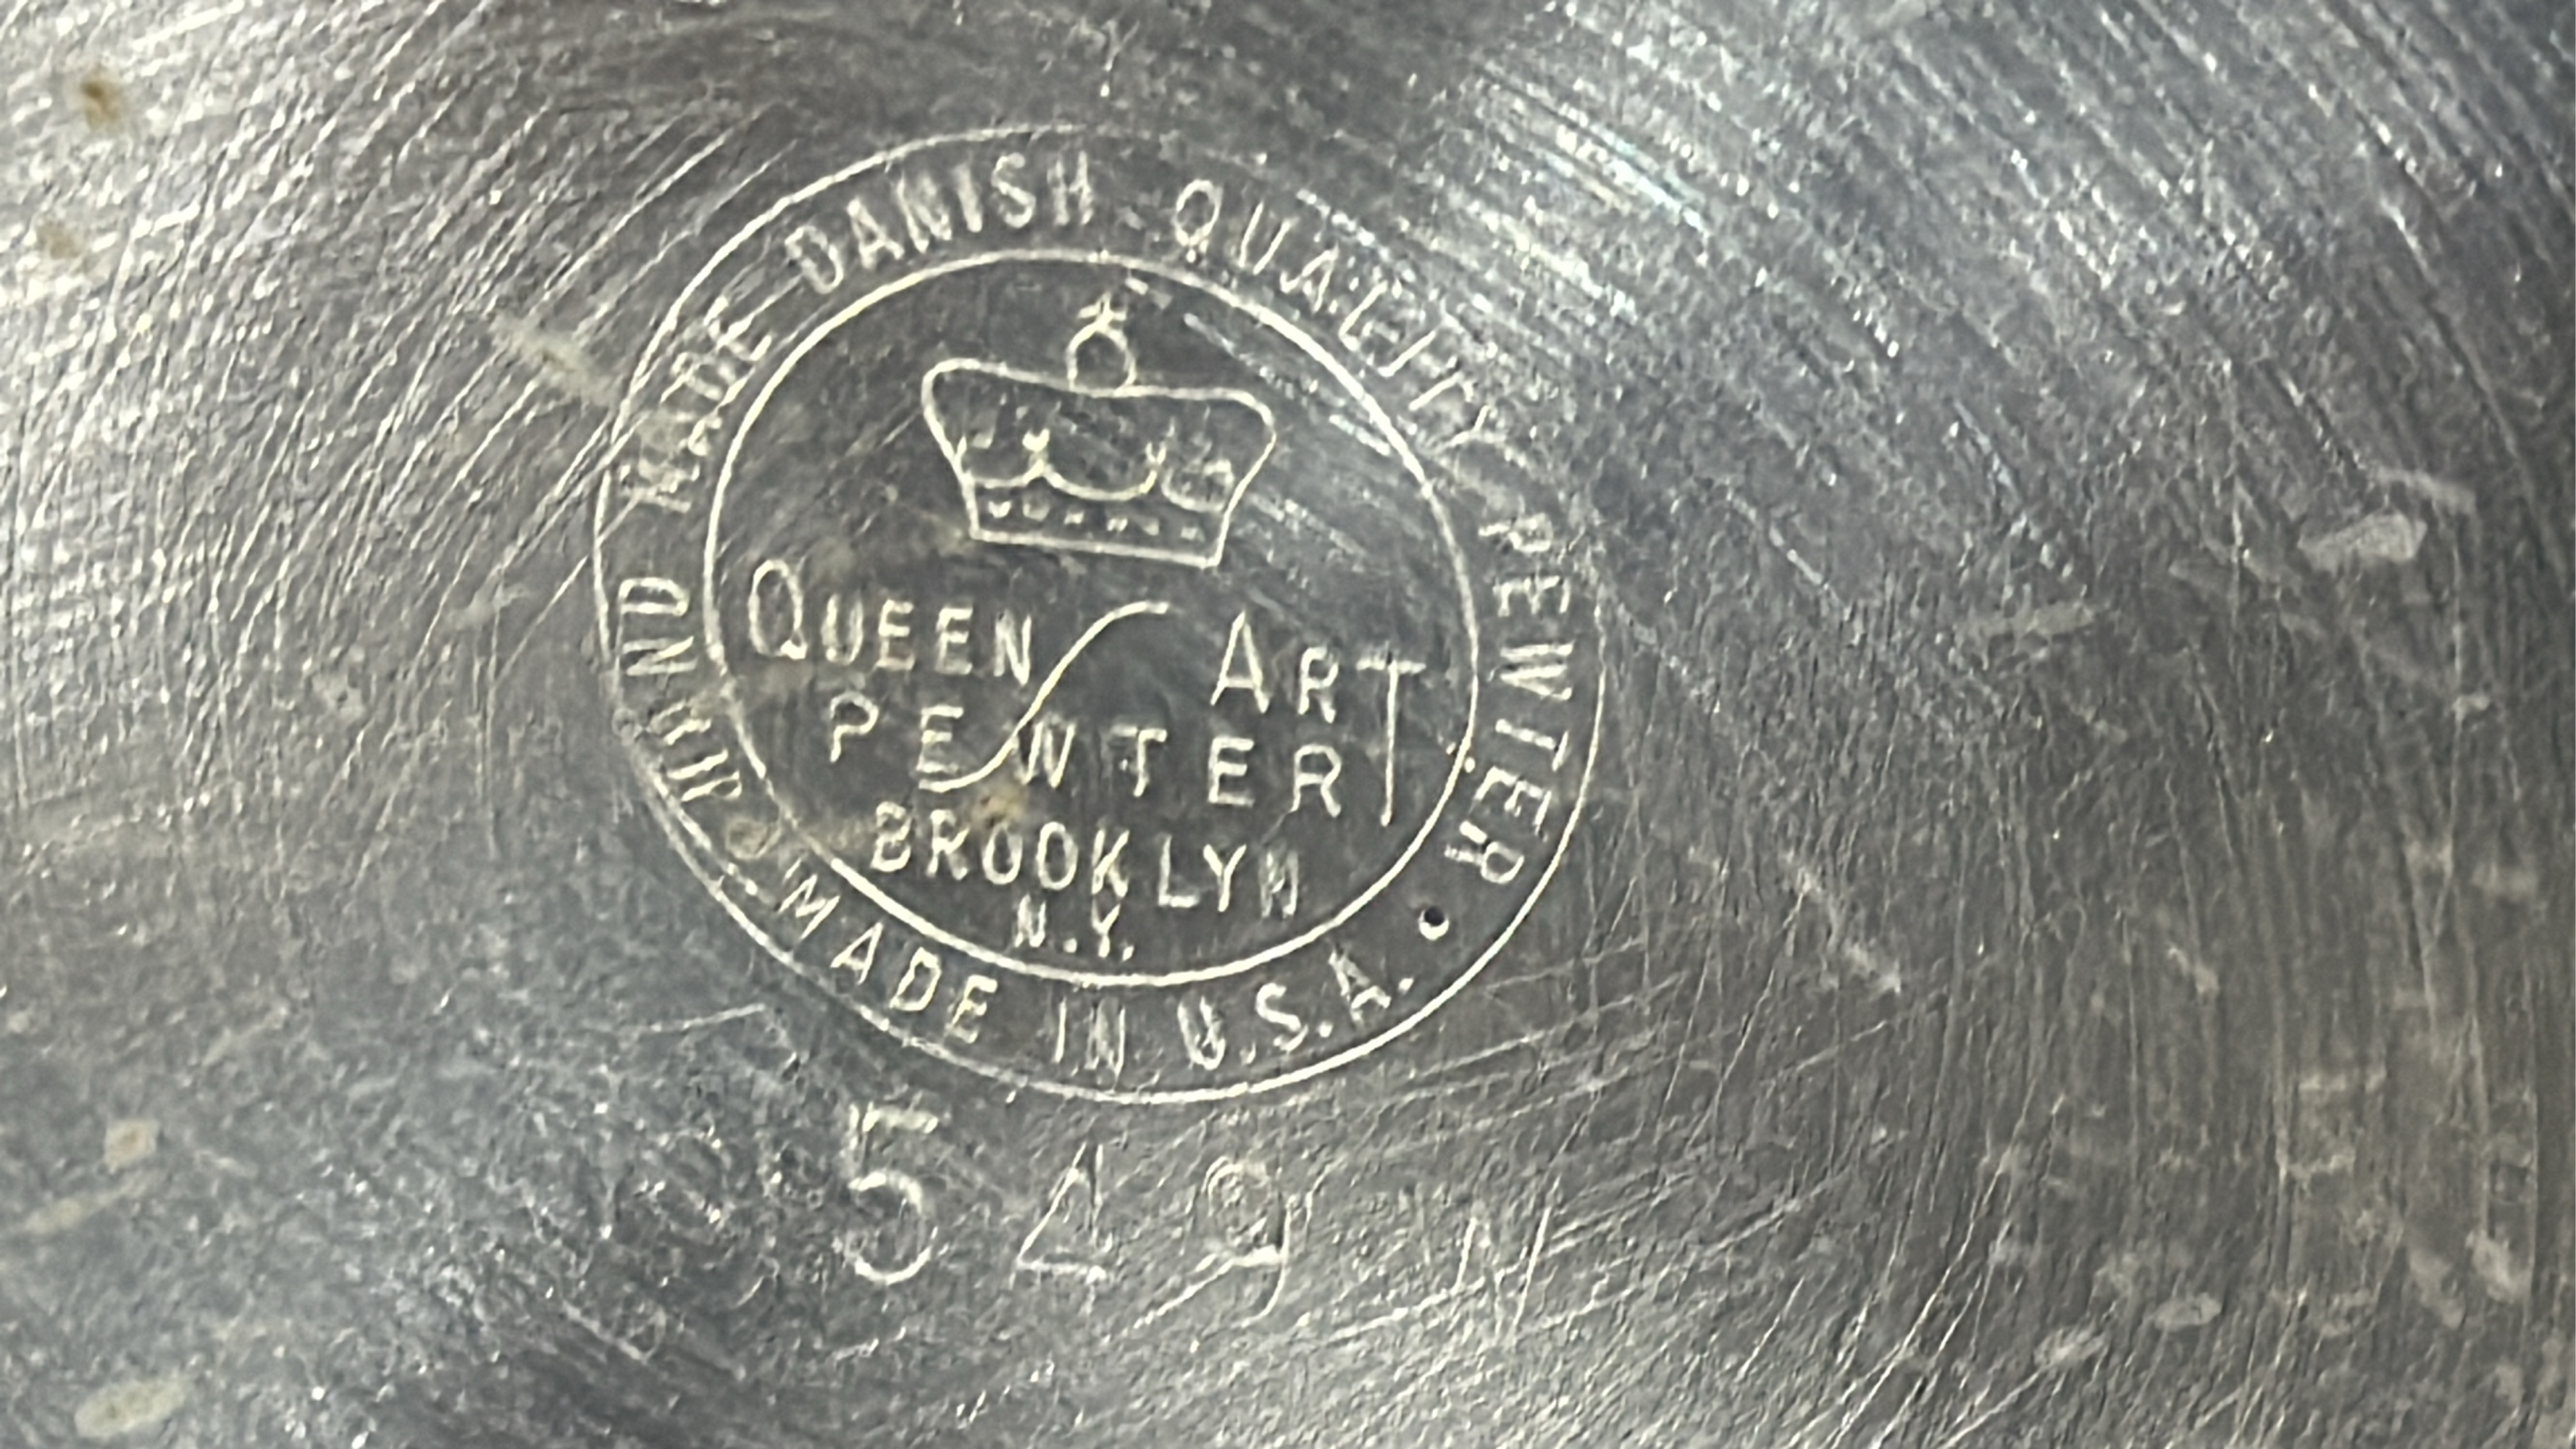 HAND MADE DANISH QUALITY PEWTER •
QUEEN ART
PEWTER
BROOKLYN
N.Y.
MADE IN U.S.A.
549 N